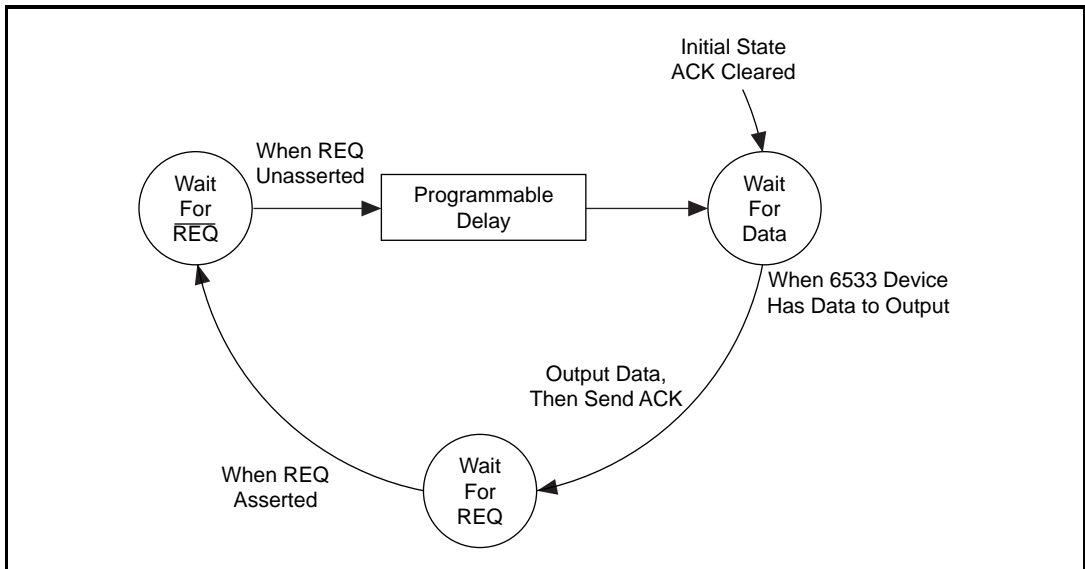 Initial State
ACK Cleared
When REQ
Unasserted
Wait
For
REQ
Programmable
Delay
Wait
For
Data
When 6533 Device
Has Data to Output
Output Data,
Then Send ACK
When REQ
Asserted
Wait
For
REQ